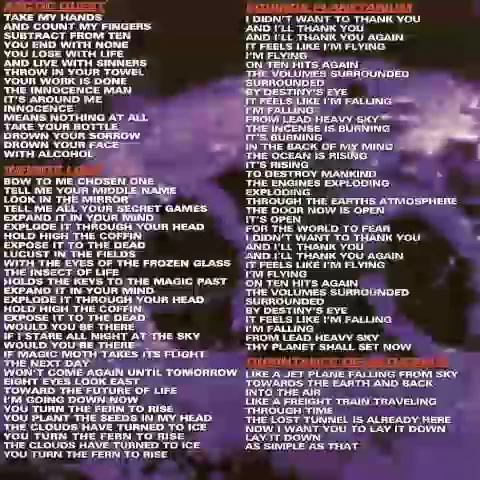 ARCTIC QUEST
TAKE MY HANDS
AND COUNT MY FINGERS
SUBTRACT FROM TEN
YOU END WITH NONE
YOU LOSE WITH LIFE
AND LIVE WITH SINNERS
THROW IN YOUR TOWEL
YOUR WORK IS DONE
THE INNOCENCE MAN
IT'S AROUND ME
INNOCENCE
MEANS NOTHING AT ALL
TAKE YOUR BOTTLE
DROWN YOUR SORROW
DROWN YOUR FACE
WITH ALCOHOL
BOW TO ME CHOSEN ONE
TELL ME YOUR MIDDLE NAME
LOOK IN THE MIRROR
TELL ME ALL YOUR SECRET GAMES
EXPAND IT IN YOUR MIND
EXPLODE IT THROUGH YOUR HEAD
HOLD HIGH THE COFFIN
EXPOSE IT TO THE DEAD
LUCUST IN THE FIELDS
WITH THE EYES OF THE FROZEN GLASS
THE INSECT OF LIFE
HOLDS THE KEYS TO THE MAGIC PAST
EXPAND IT IN YOUR MIND
EXPLODE IT THROUGH YOUR HEAD
HOLD HIGH THE COFFIN
EXPOSE IT TO THE DEAD
WOULD YOU BE THERE
IF I STARE ALL NIGHT AT THE SKY
WOULD YOU BE THERE
IF MAGIC MOTH TAKES ITS FLIGHT
THE NEXT DAY
WON'T COME AGAIN UNTIL TOMORROW
EIGHT EYES LOOK EAST
TOWARD THE FUTURE OF LIFE
I'M GOING DOWN NOW
YOU TURN THE FERN TO RISE
YOU PLANT THE SEEDS IN MY HEAD
THE CLOUDS HAVE TURNED TO ICE
YOU TURN THE FERN TO RISE
THE CLOUDS HAVE TURNED TO ICE
YOU TURN THE FERN TO RISE
PLANETARIUM
I DIDN'T WANT TO THANK YOU
AND I'LL THANK YOU
AND I'LL THANK YOU AGAIN
IT FEELS LIKE I'M FLYING
I'M FLYING
ON TEN HITS AGAIN
THE VOLUMES SURROUNDED
SURROUNDED
BY DESTINY'S EYE
IT FEELS LIKE I'M FALLING
I'M FALLING
FROM LEAD HEAVY SKY
THE INCENSE IS BURNING
IT'S BURNING
IN THE BACK OF MY MIND
THE OCEAN IS RISING
IT'S RISING
TO DESTROY MANKIND
THE ENGINES EXPLODING
EXPLODING
THROUGH THE EARTHS ATMOSPHERE
THE DOOR NOW IS OPEN
IT'S OPEN
FOR THE WORLD TO FEAR
I DIDN'T WANT TO THANK YOU
AND I'LL THANK YOU
AND I'LL THANK YOU AGAIN
IT FEELS LIKE I'M FLYING
I'M FLYING
ON TEN HITS AGAIN
THE VOLUMES SURROUNDED
SURROUNDED
BY DESTINY'S EYE
IT FEELS LIKE I'M FALLING
I'M FALLING
FROM LEAD HEAVY SKY
THY PLANET SHALL SET NOW
LIKE A JET PLANE FALLING FROM SKY
TOWARDS THE EARTH AND BACK
INTO THE AIR
LIKE A FREIGHT TRAIN TRAVELING
THROUGH TIME
THE LOST TUNNEL IS ALREADY HERE
NOW I WANT YOU TO LAY IT DOWN
LAY IT DOWN
AS SIMPLE AS THAT